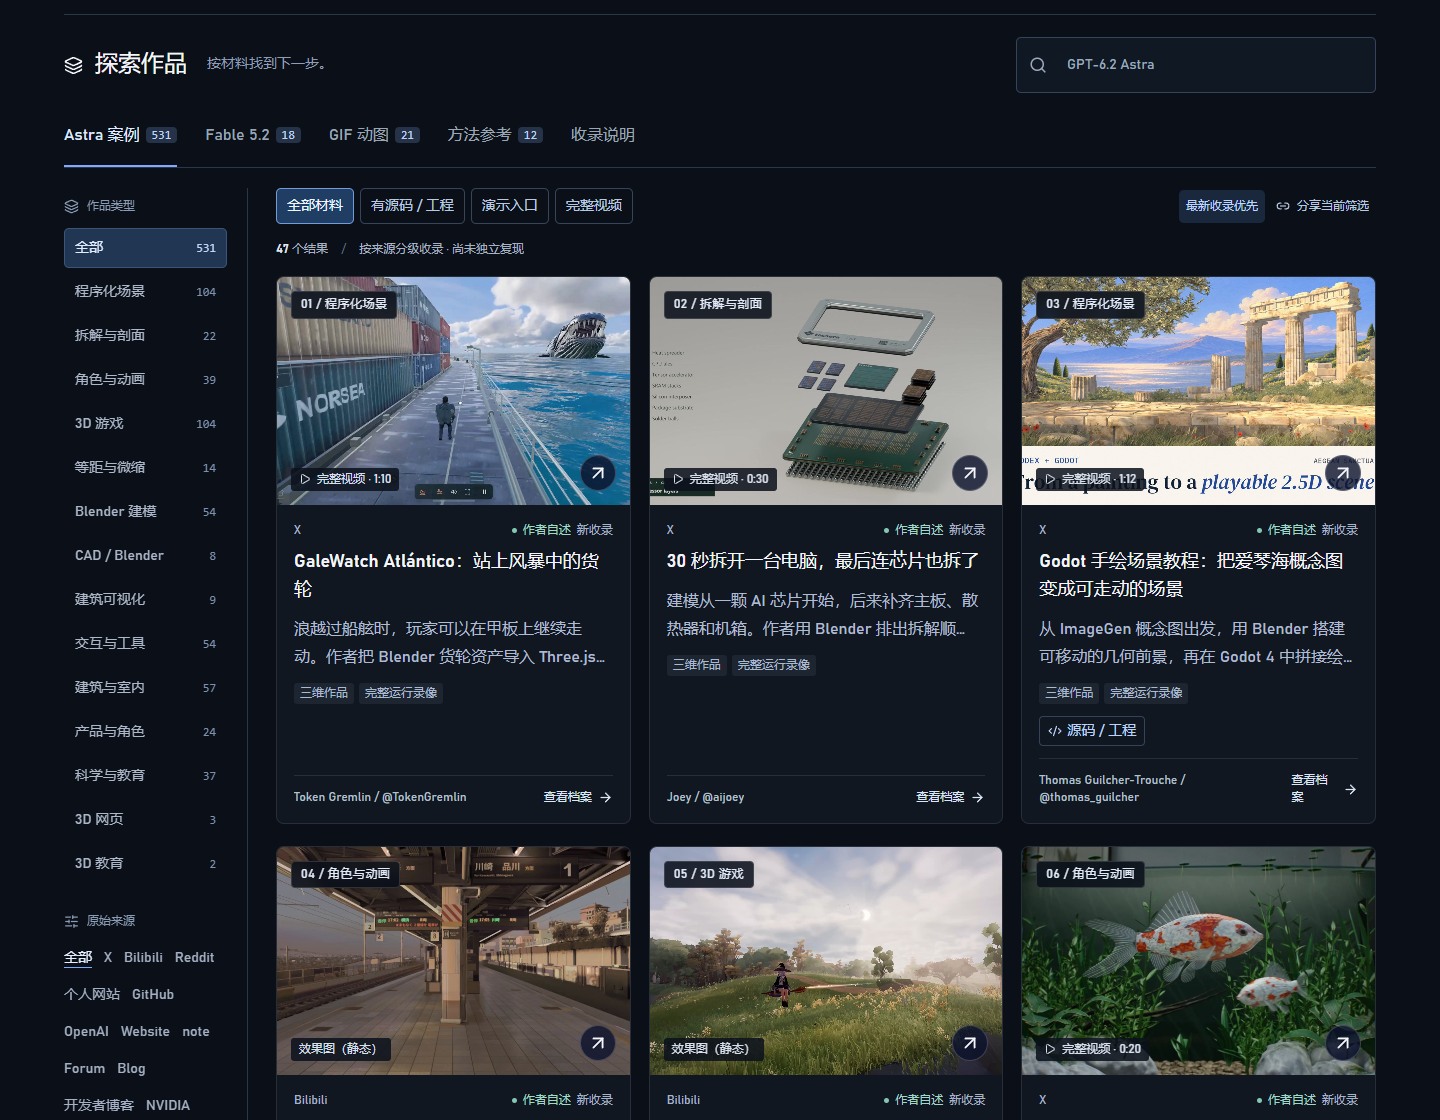 探索作品
按材料找到下一步。
GPT-6.2 Astra
Astra 案例 531
Fable 5.2 18
GIF 动图 21
方法参考 12
收录说明
作品类型
全部 531
程序化场景 104
拆解与剖面 22
角色与动画 39
3D 游戏 104
等距与微缩 14
Blender 建模 54
CAD / Blender 8
建筑可视化 9
交互与工具 54
建筑与室内 57
产品与角色 24
科学与教育 37
3D 网页 3
3D 教育 2
原始来源
全部 X Bilibili Reddit
个人网站 GitHub
OpenAI Website note
Forum Blog
开发者博客 NVIDIA
全部材料
有源码 / 工程
演示入口
完整视频
最新收录优先
分享当前筛选
47 个结果 / 按来源分级收录 · 尚未独立复现
01 / 程序化场景
NORSEA
完整视频 · 1:10
X
作者自述 新收录
GaleWatch Atlántico：站上风暴中的货
轮
浪越过船舷时，玩家可以在甲板上继续走
动。作者把 Blender 货轮资产导入 Three.js…
三维作品 完整运行录像
Token Gremlin / @TokenGremlin
查看档案
02 / 拆解与剖面
Heat spreader
Tensor accelerator
SRAM stacks
Silicon interposer
Package substrate
Solder balls
完整视频 · 0:30
X
作者自述 新收录
30 秒拆开一台电脑，最后连芯片也拆了
建模从一颗 AI 芯片开始，后来补齐主板、散
热器和机箱。作者用 Blender 排出拆解顺…
三维作品 完整运行录像
Joey / @aijoey
查看档案
03 / 程序化场景
ODEX + GODOT
完整视频 · 1:12
to a playable 2.5D scene
X
作者自述 新收录
Godot 手绘场景教程：把爱琴海概念图
变成可走动的场景
从 ImageGen 概念图出发，用 Blender 搭建
可移动的几何前景，再在 Godot 4 中拼接绘…
三维作品 完整运行录像
源码 / 工程
Thomas Guilcher-Trouche /
@thomas_guilcher
查看档
案
04 / 角色与动画
川崎 品川
1
效果图（静态）
Bilibili
作者自述 新收录
05 / 3D 游戏
效果图（静态）
Bilibili
作者自述 新收录
06 / 角色与动画
完整视频 · 0:20
X
作者自述 新收录